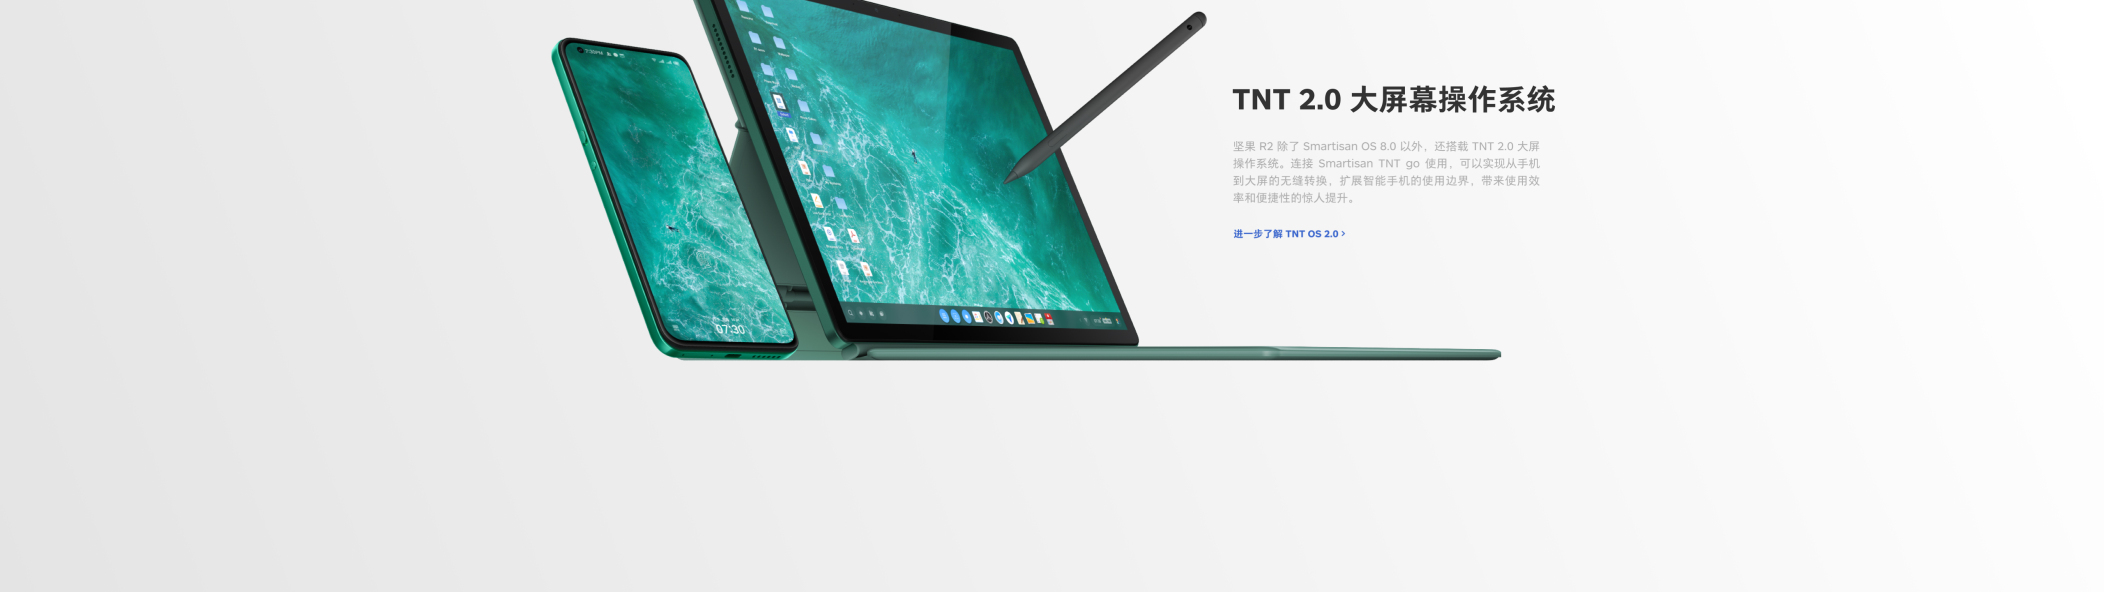 7:30PM
07:30
TNT 2.0 大屏幕操作系统
坚果 R2 除了 Smartisan OS 8.0 以外，还搭载 TNT 2.0 大屏
操作系统。连接 Smartisan TNT go 使用，可以实现从手机
到大屏的无缝转换，扩展智能手机的使用边界，带来使用效
率和便捷性的惊人提升。
进一步了解 TNT OS 2.0 >